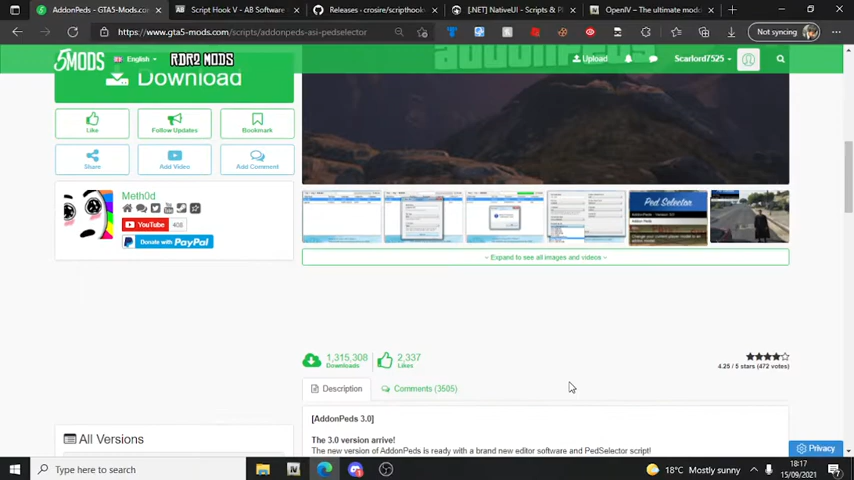 AddonPeds - GTA5-Mods.com
Script Hook V - AB Software
Releases · crosire/scripthook
[.NET] NativeUI - Scripts & Pl
OpenIV - The ultimate mod
https://www.gta5-mods.com/scripts/addonpeds-asi-pedselector
Not syncing
5MODS
English
RDR2 MODS
Upload
Scarlord7525
Download
addonpeds
Like
Follow Updates
Bookmark
Share
Add Video
Add Comment
Meth0d
YouTube
40k
Donate with PayPal
Ped Selector
~ Expand to see all images and videos ~
1,315,308
Downloads
2,337
Likes
4.25 / 5 stars (472 votes)
Description
Comments (3505)
[AddonPeds 3.0]
The 3.0 version arrive!
The new version of AddonPeds is ready with a brand new editor software and PedSelector script!
All Versions
Privacy
Type here to search
18°C Mostly sunny
18:17
15/09/2021